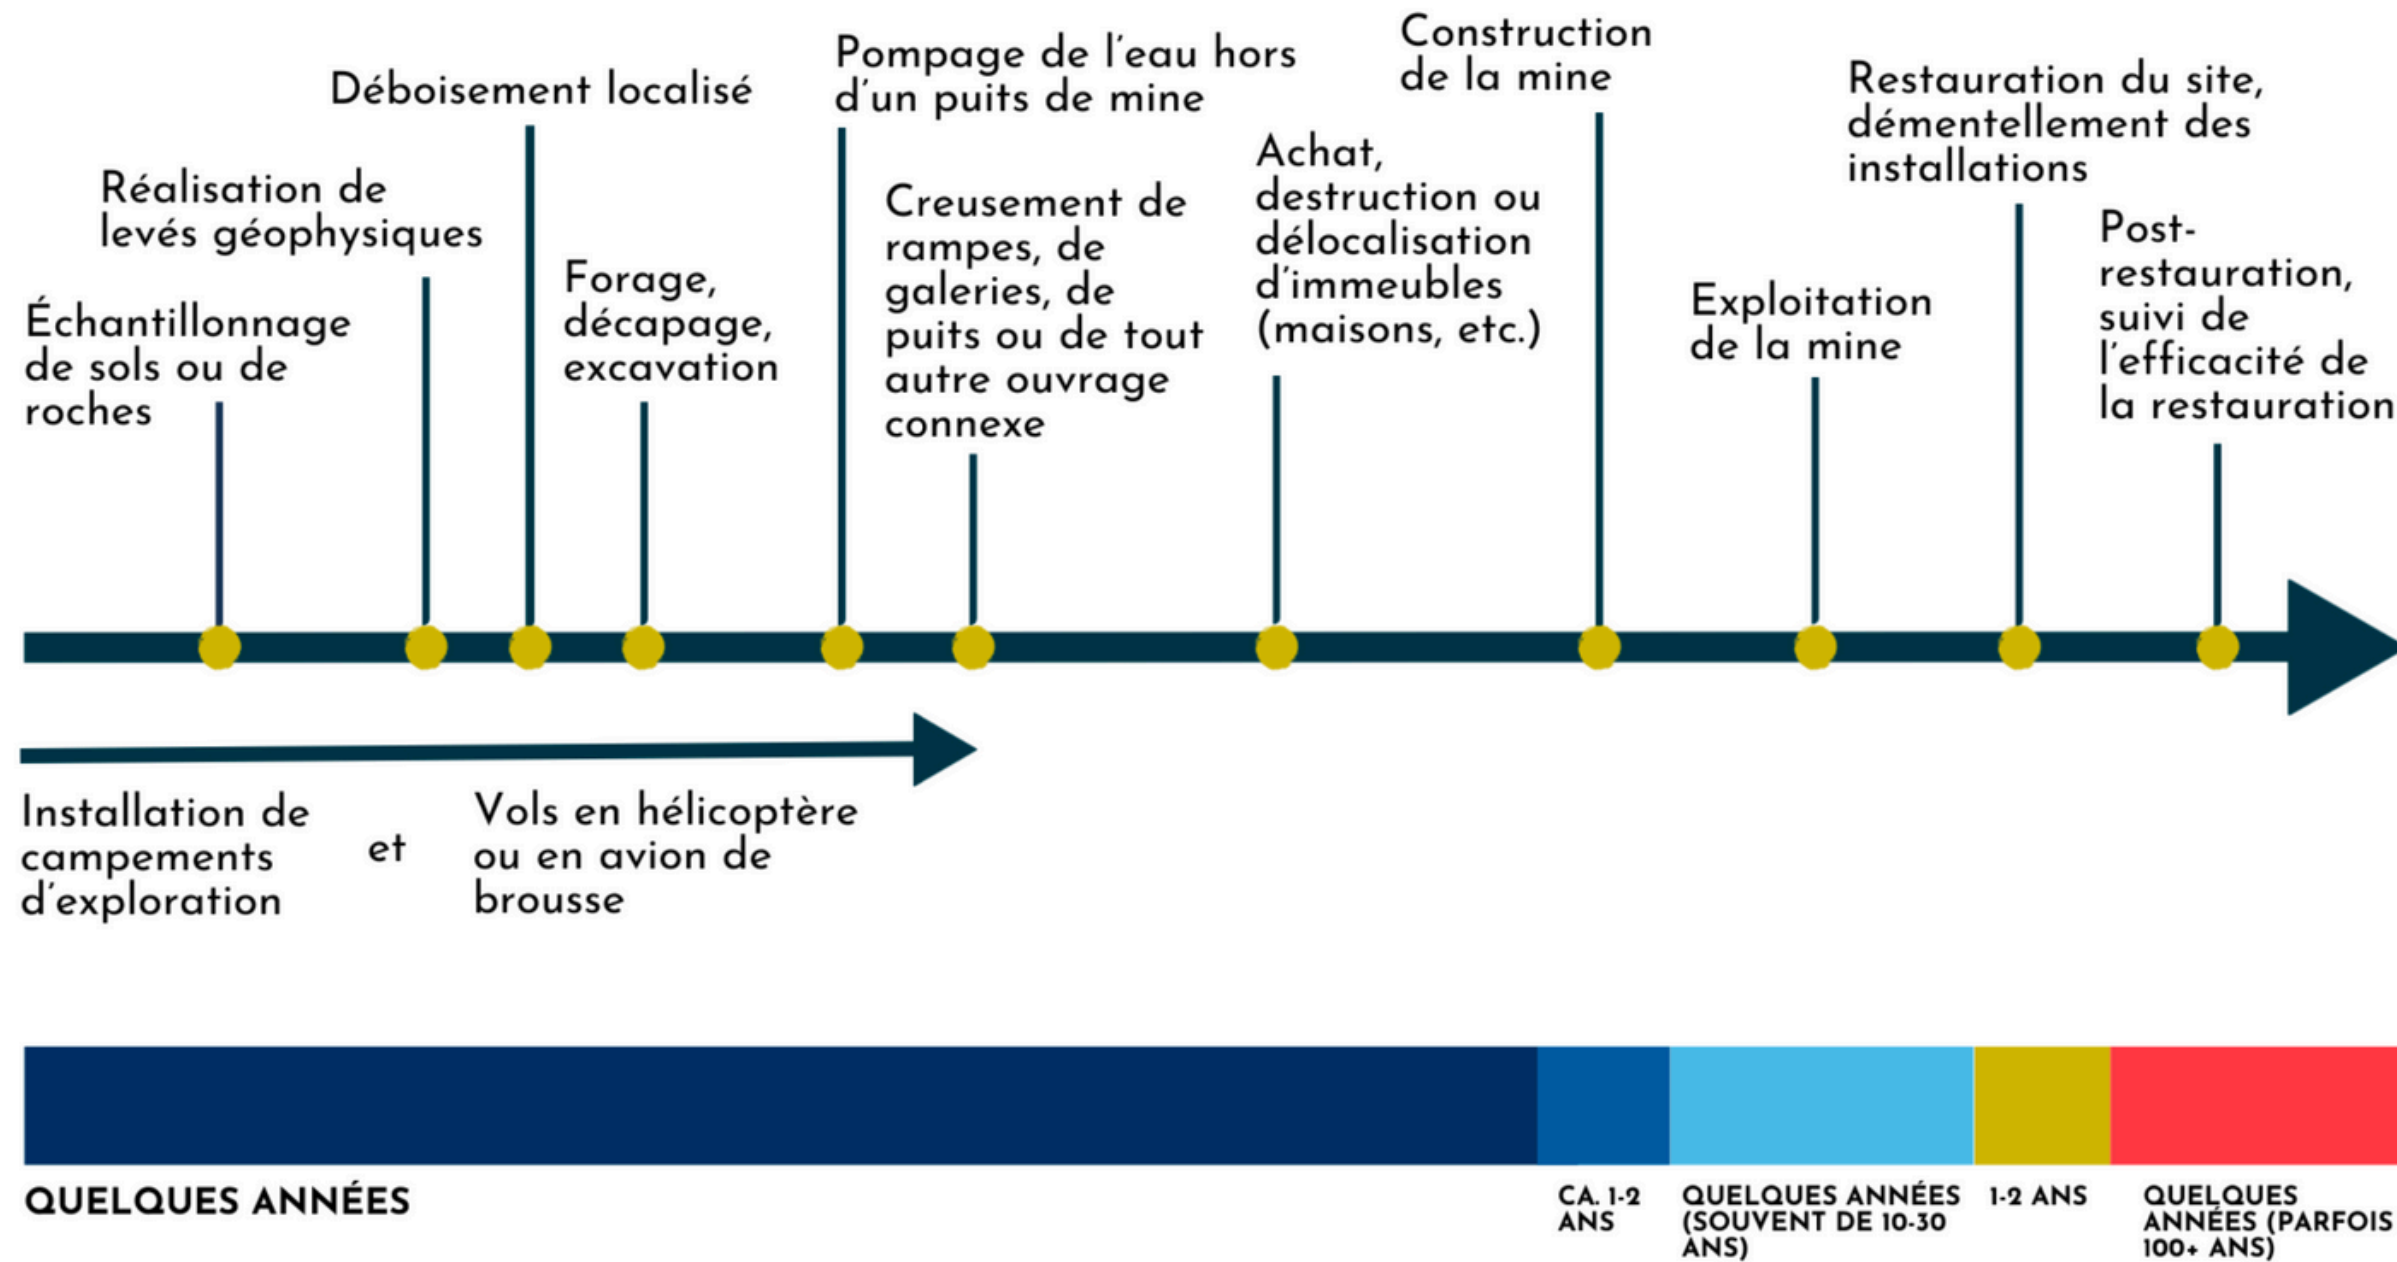 Échantillonnage
de sols ou de
roches
Réalisation de
levés géophysiques
Déboisement localisé
Forage,
décapage,
excavation
Pompage de l'eau hors
d'un puits de mine
Creusement de
rampes, de
galeries, de
puits ou de tout
autre ouvrage
connexe
Achat,
destruction ou
délocalisation
d'immeubles
(maisons, etc.)
Construction
de la mine
Exploitation
de la mine
Restauration du site,
démentellement des
installations
Post-
restauration,
suivi de
l'efficacité de
la restauration
Installation de
campements
d'exploration
et
Vols en hélicoptère
ou en avion de
brousse
QUELQUES ANNÉES
CA. 1-2
ANS
QUELQUES ANNÉES
(SOUVENT DE 10-30
ANS)
1-2 ANS
QUELQUES
ANNÉES (PARFOIS
100+ ANS)